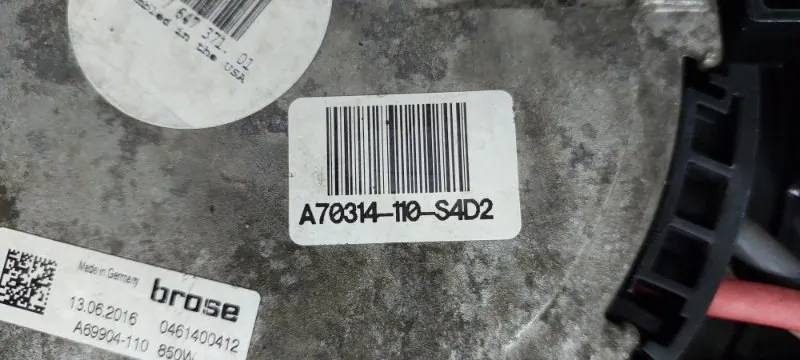 647 371. 01
in the USA
A70314-110-S4D2
Made in Germany
brose
13.06.2016 0461400412
A69904-110 850W